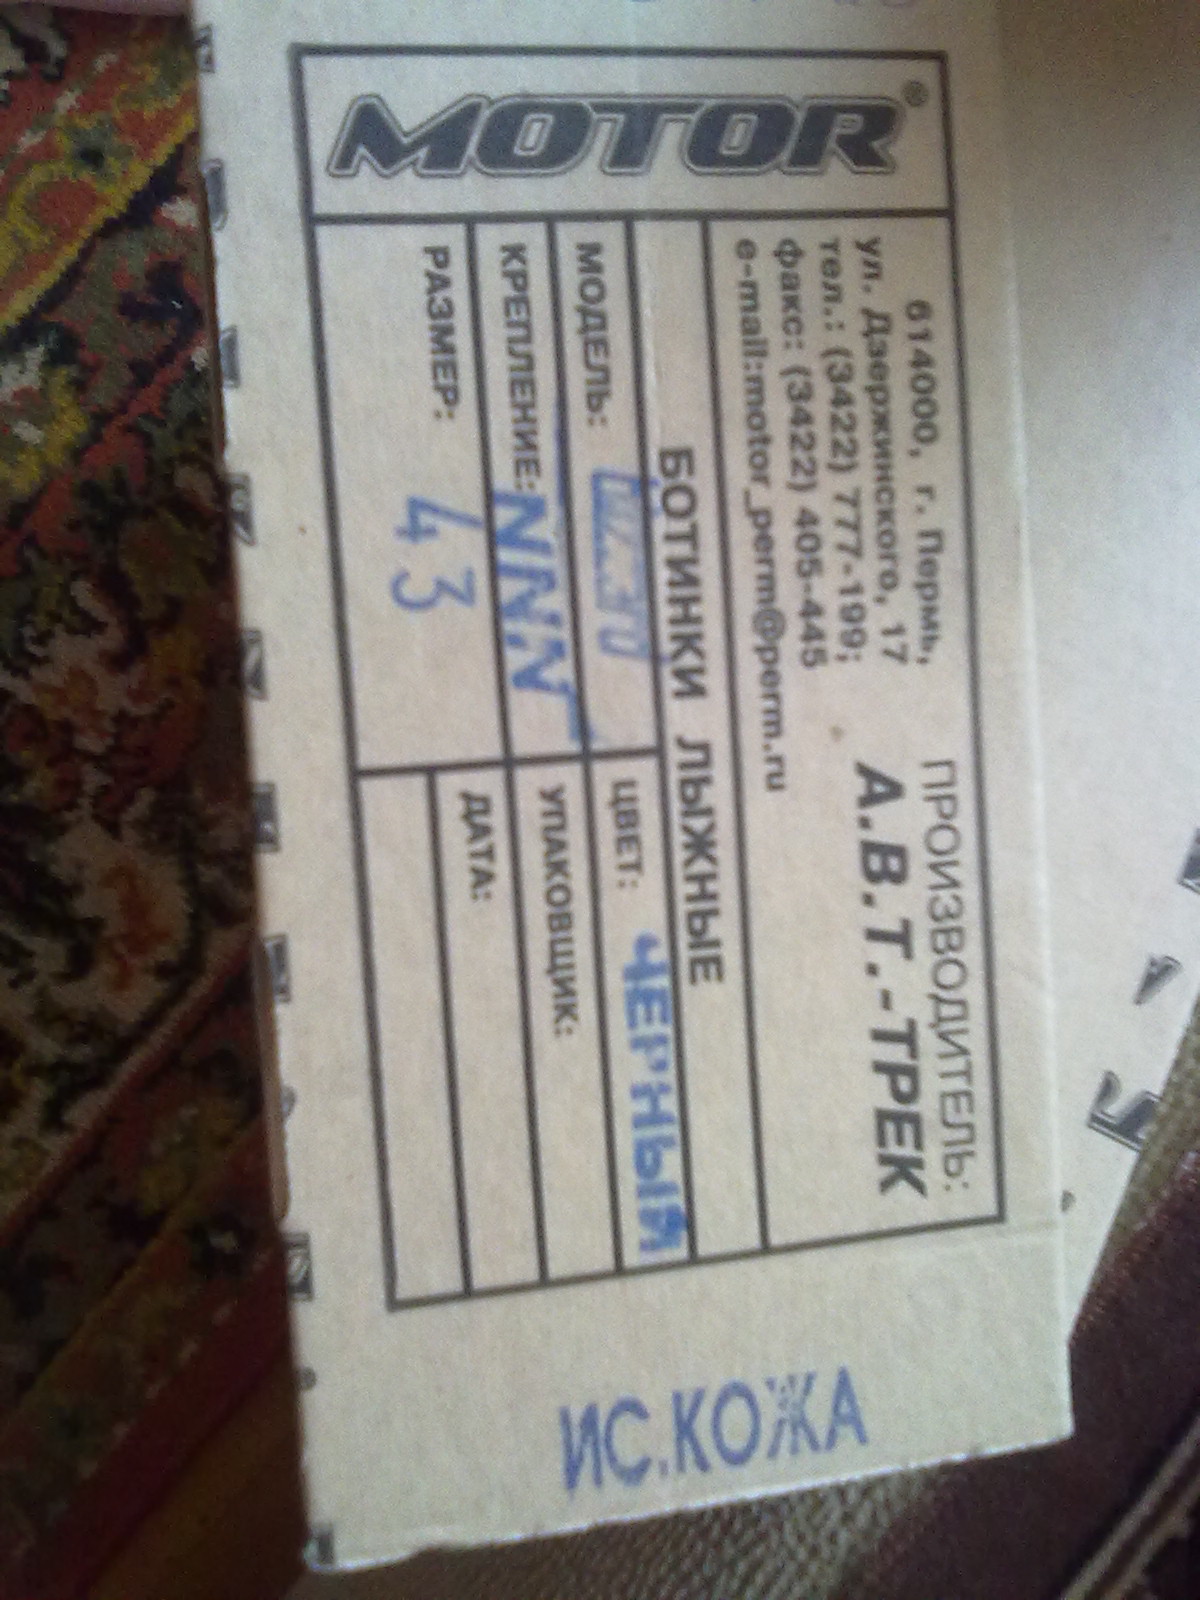 MOTOR®
614000, г. Пермь,
ул. Дзержинского, 17
тел.: (3422) 777-199;
факс: (3422) 405-445
e-mail:motor_perm@perm.ru
ПРОИЗВОДИТЕЛЬ:
А.В.Т.-ТРЕК
БОТИНКИ ЛЫЖНЫЕ
МОДЕЛЬ:
ЦВЕТ: ЧЕРНЫЙ
КРЕПЛЕНИЕ: NNN
УПАКОВЩИК:
РАЗМЕР: 43
ДАТА:
ИС.КОЖА